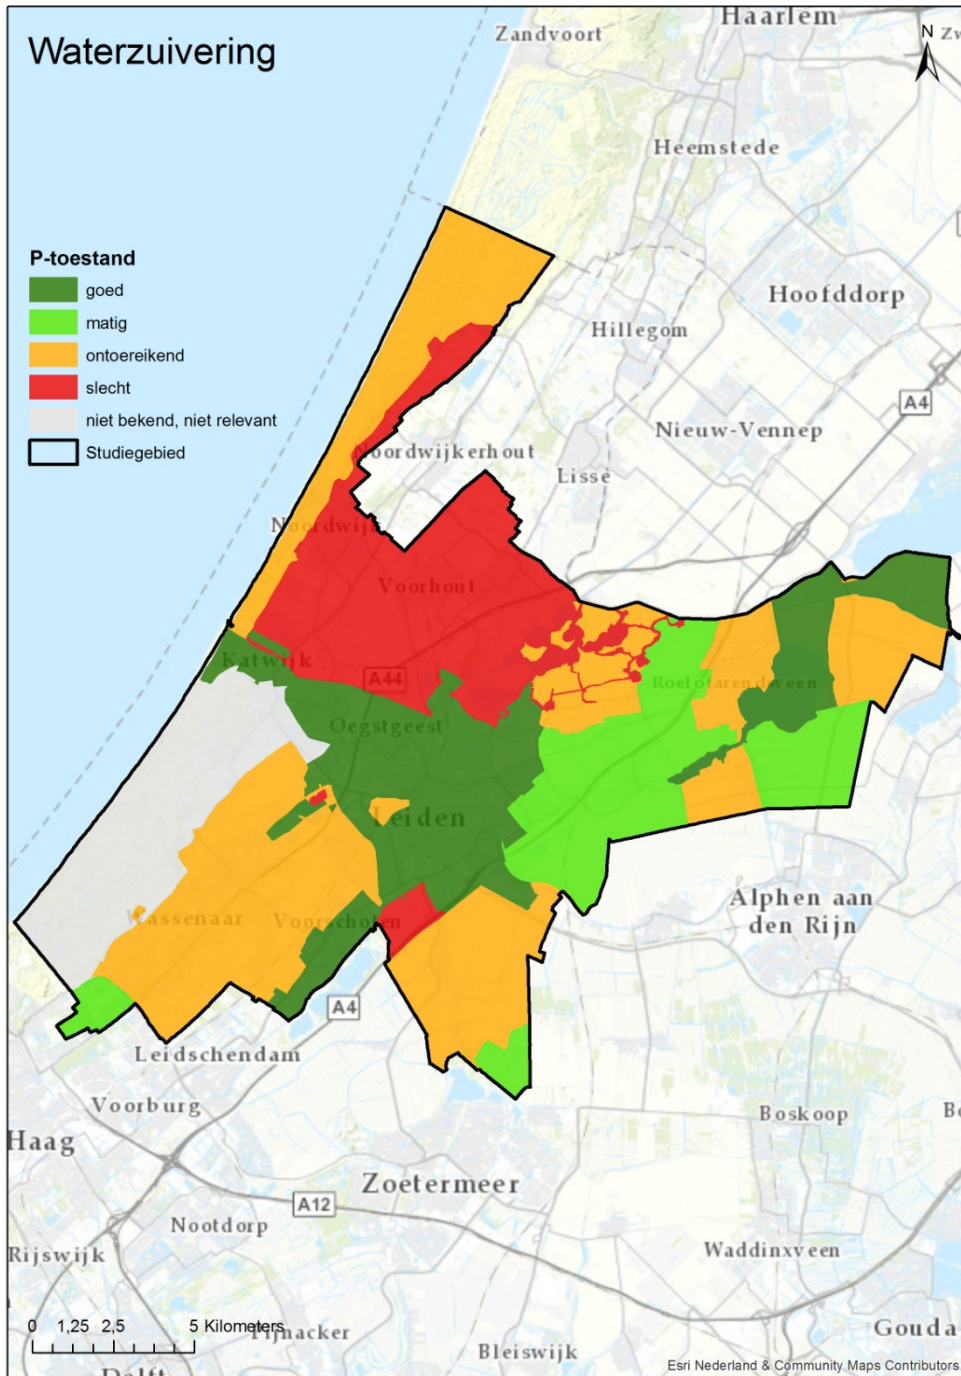 Waterzuivering
Haarlem
Zandvoort
N
Heemstede
P-toestand
goed
matig
ontoereikend
slecht
niet bekend, niet relevant
Studiegebied
Hoofddorp
Hillegom
A4
Nieuw-Vennep
Noordwijkerhout
Lisse
Noordwijk
Voorhout
Katwijk
A44
Roelofarendsveen
Oegstgeest
Leiden
Alphen aan
den Rijn
Wassenaar
Voorschoten
A4
Leidschendam
Voorburg
Boskoop
Haag
Zoetermeer
A12
Nootdorp
Rijswijk
Waddinxveen
0 1,25 2,5 5 Kilometers
Pijnacker
Gouda
Bleiswijk
Delft
Esri Nederland & Community Maps Contributors